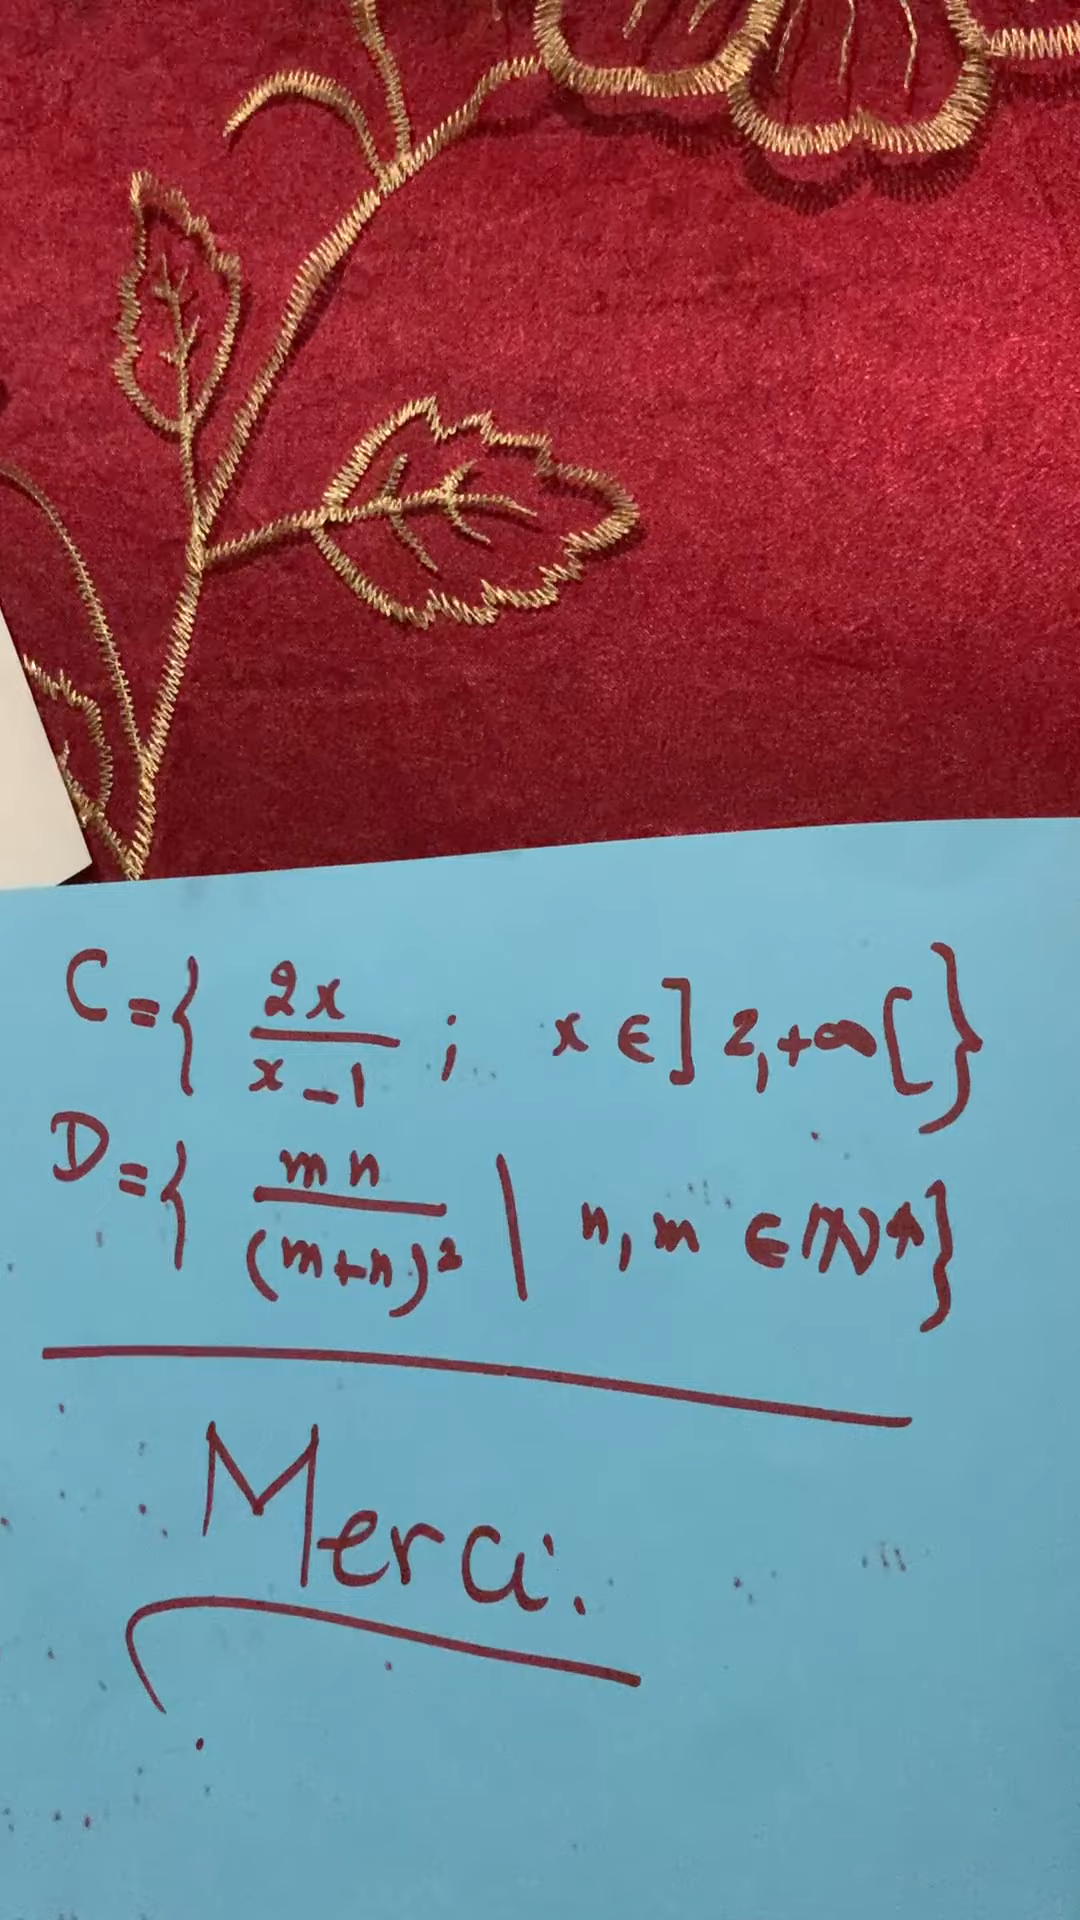 C = { 2x / x - 1 ; x ∈ ] 2, +∞ [ }
D = { mn / (m+n)² | n, m ∈ ℕ* }
Merci.